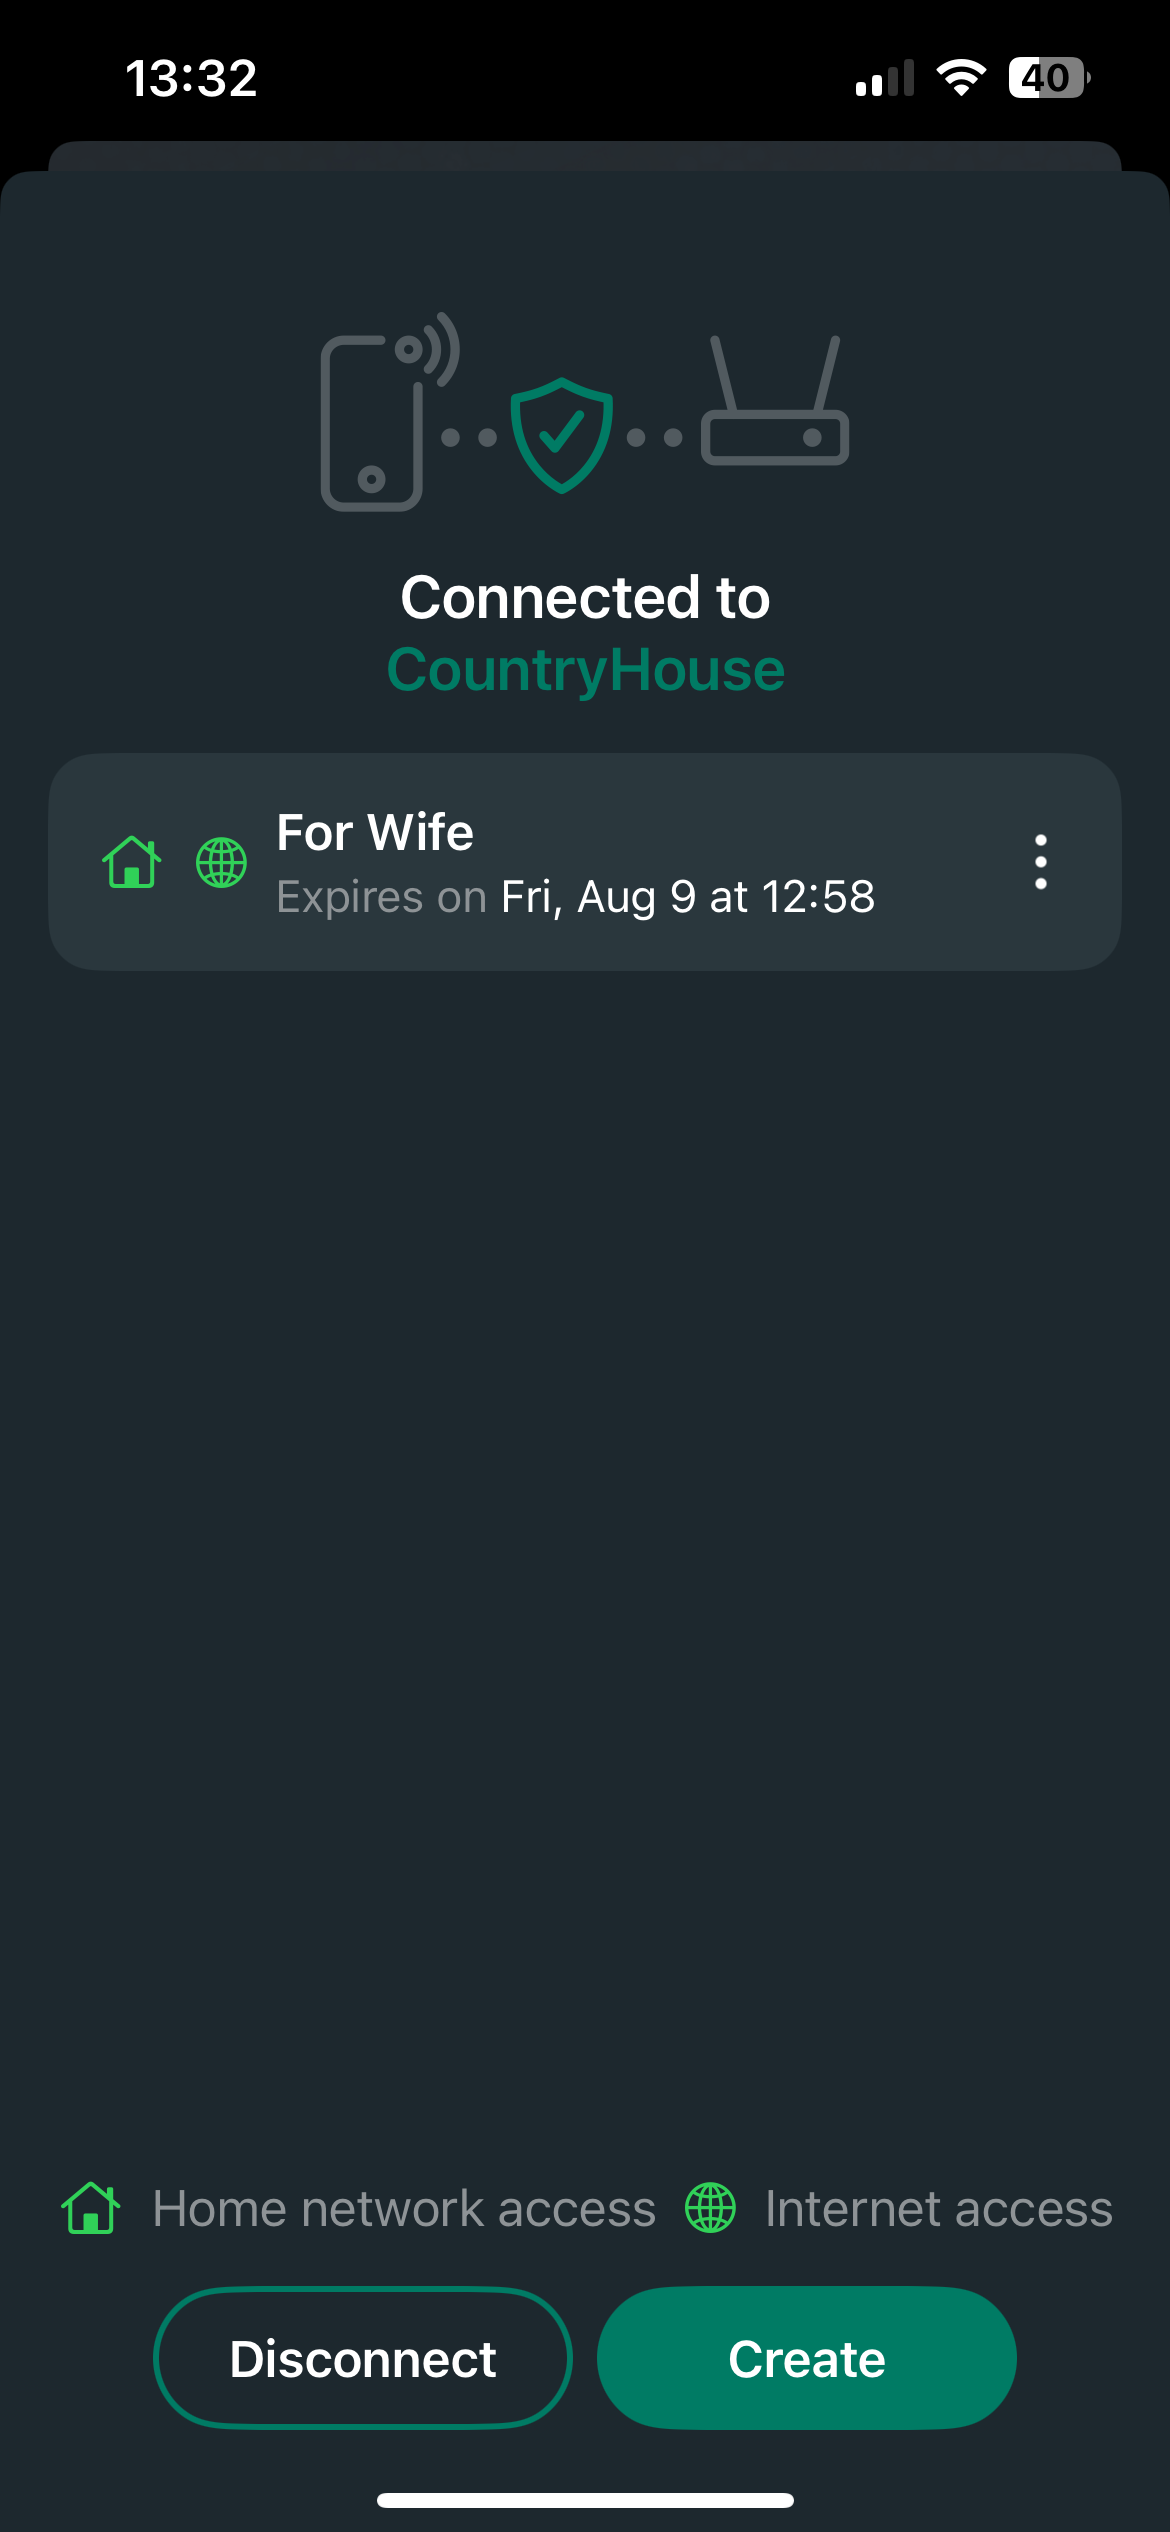 13:32
40
Connected to
CountryHouse
For Wife
Expires on Fri, Aug 9 at 12:58
Home network access Internet access
Disconnect Create